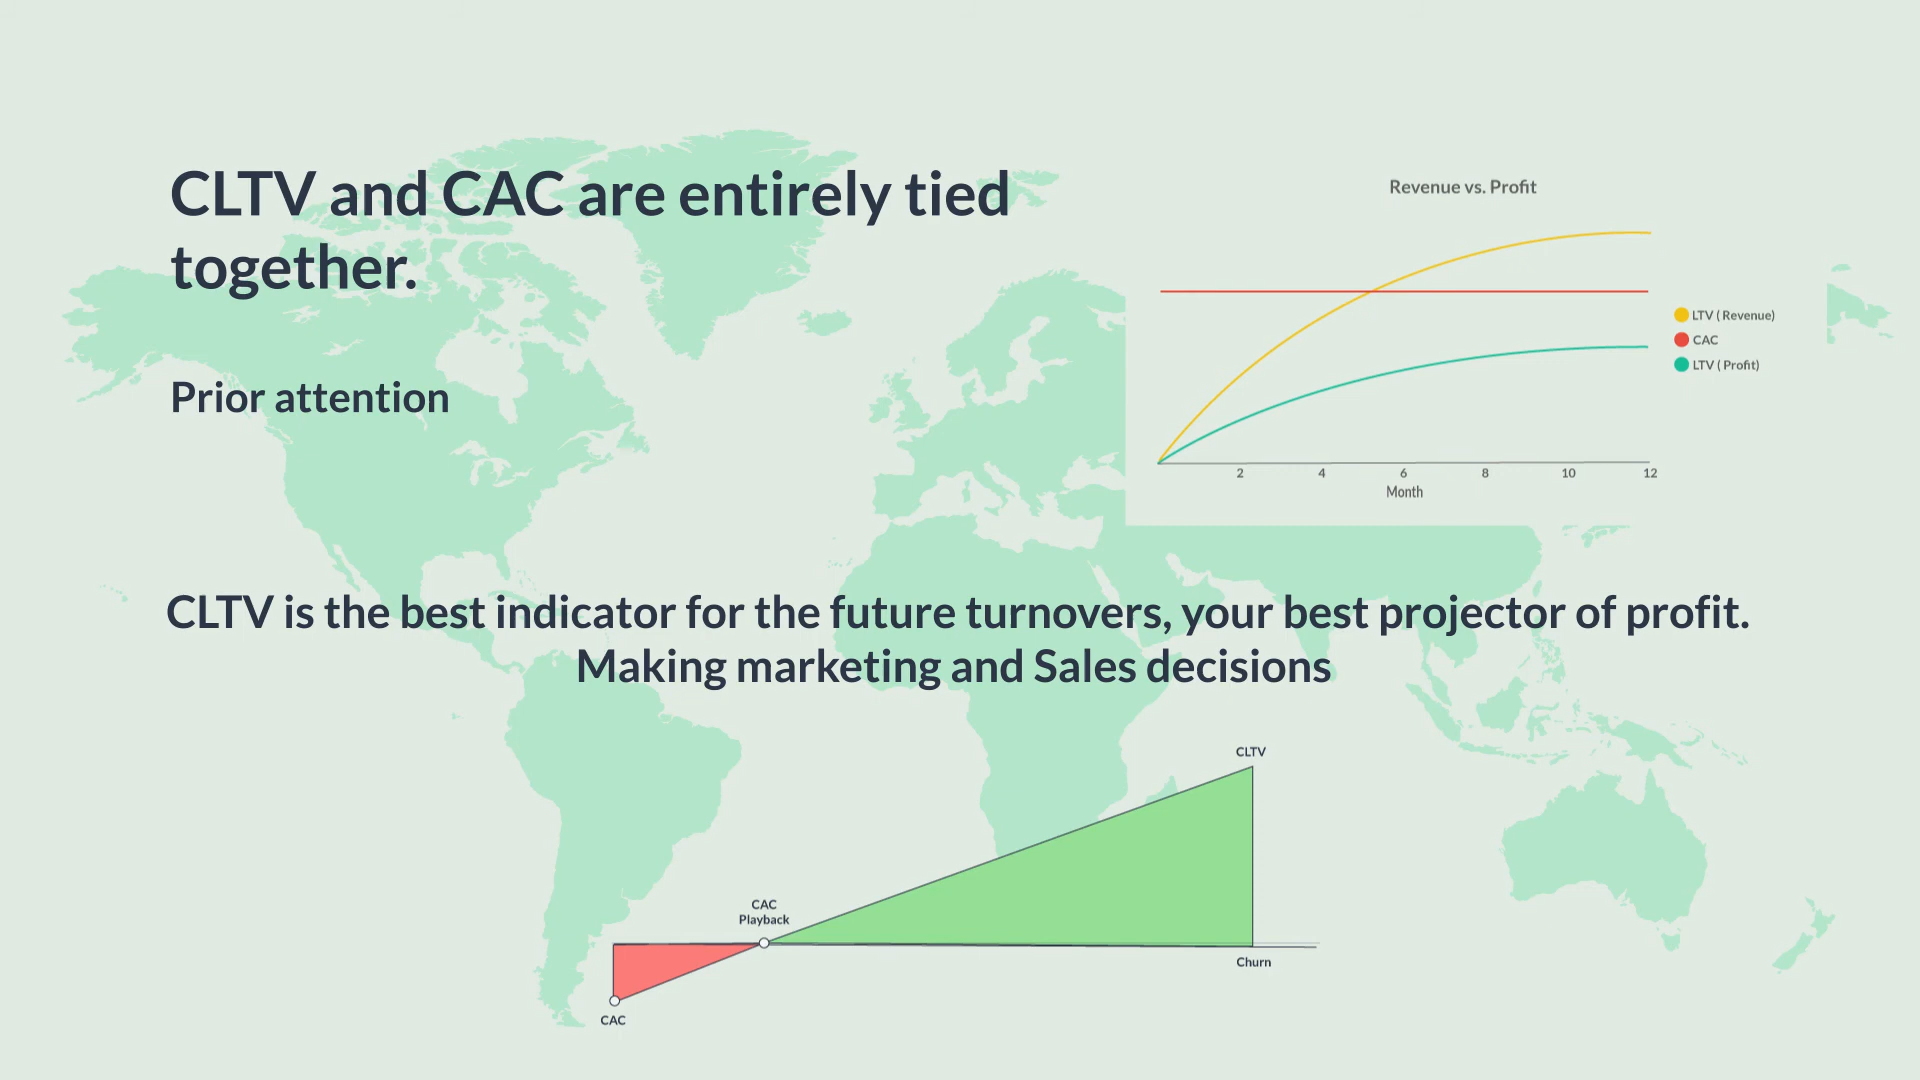 CLTV and CAC are entirely tied
together.
Prior attention
Revenue vs. Profit
LTV ( Revenue)
CAC
LTV ( Profit)
2 4 6 8 10 12
Month
CLTV is the best indicator for the future turnovers, your best projector of profit.
Making marketing and Sales decisions
CLTV
CAC
Playback
Churn
CAC